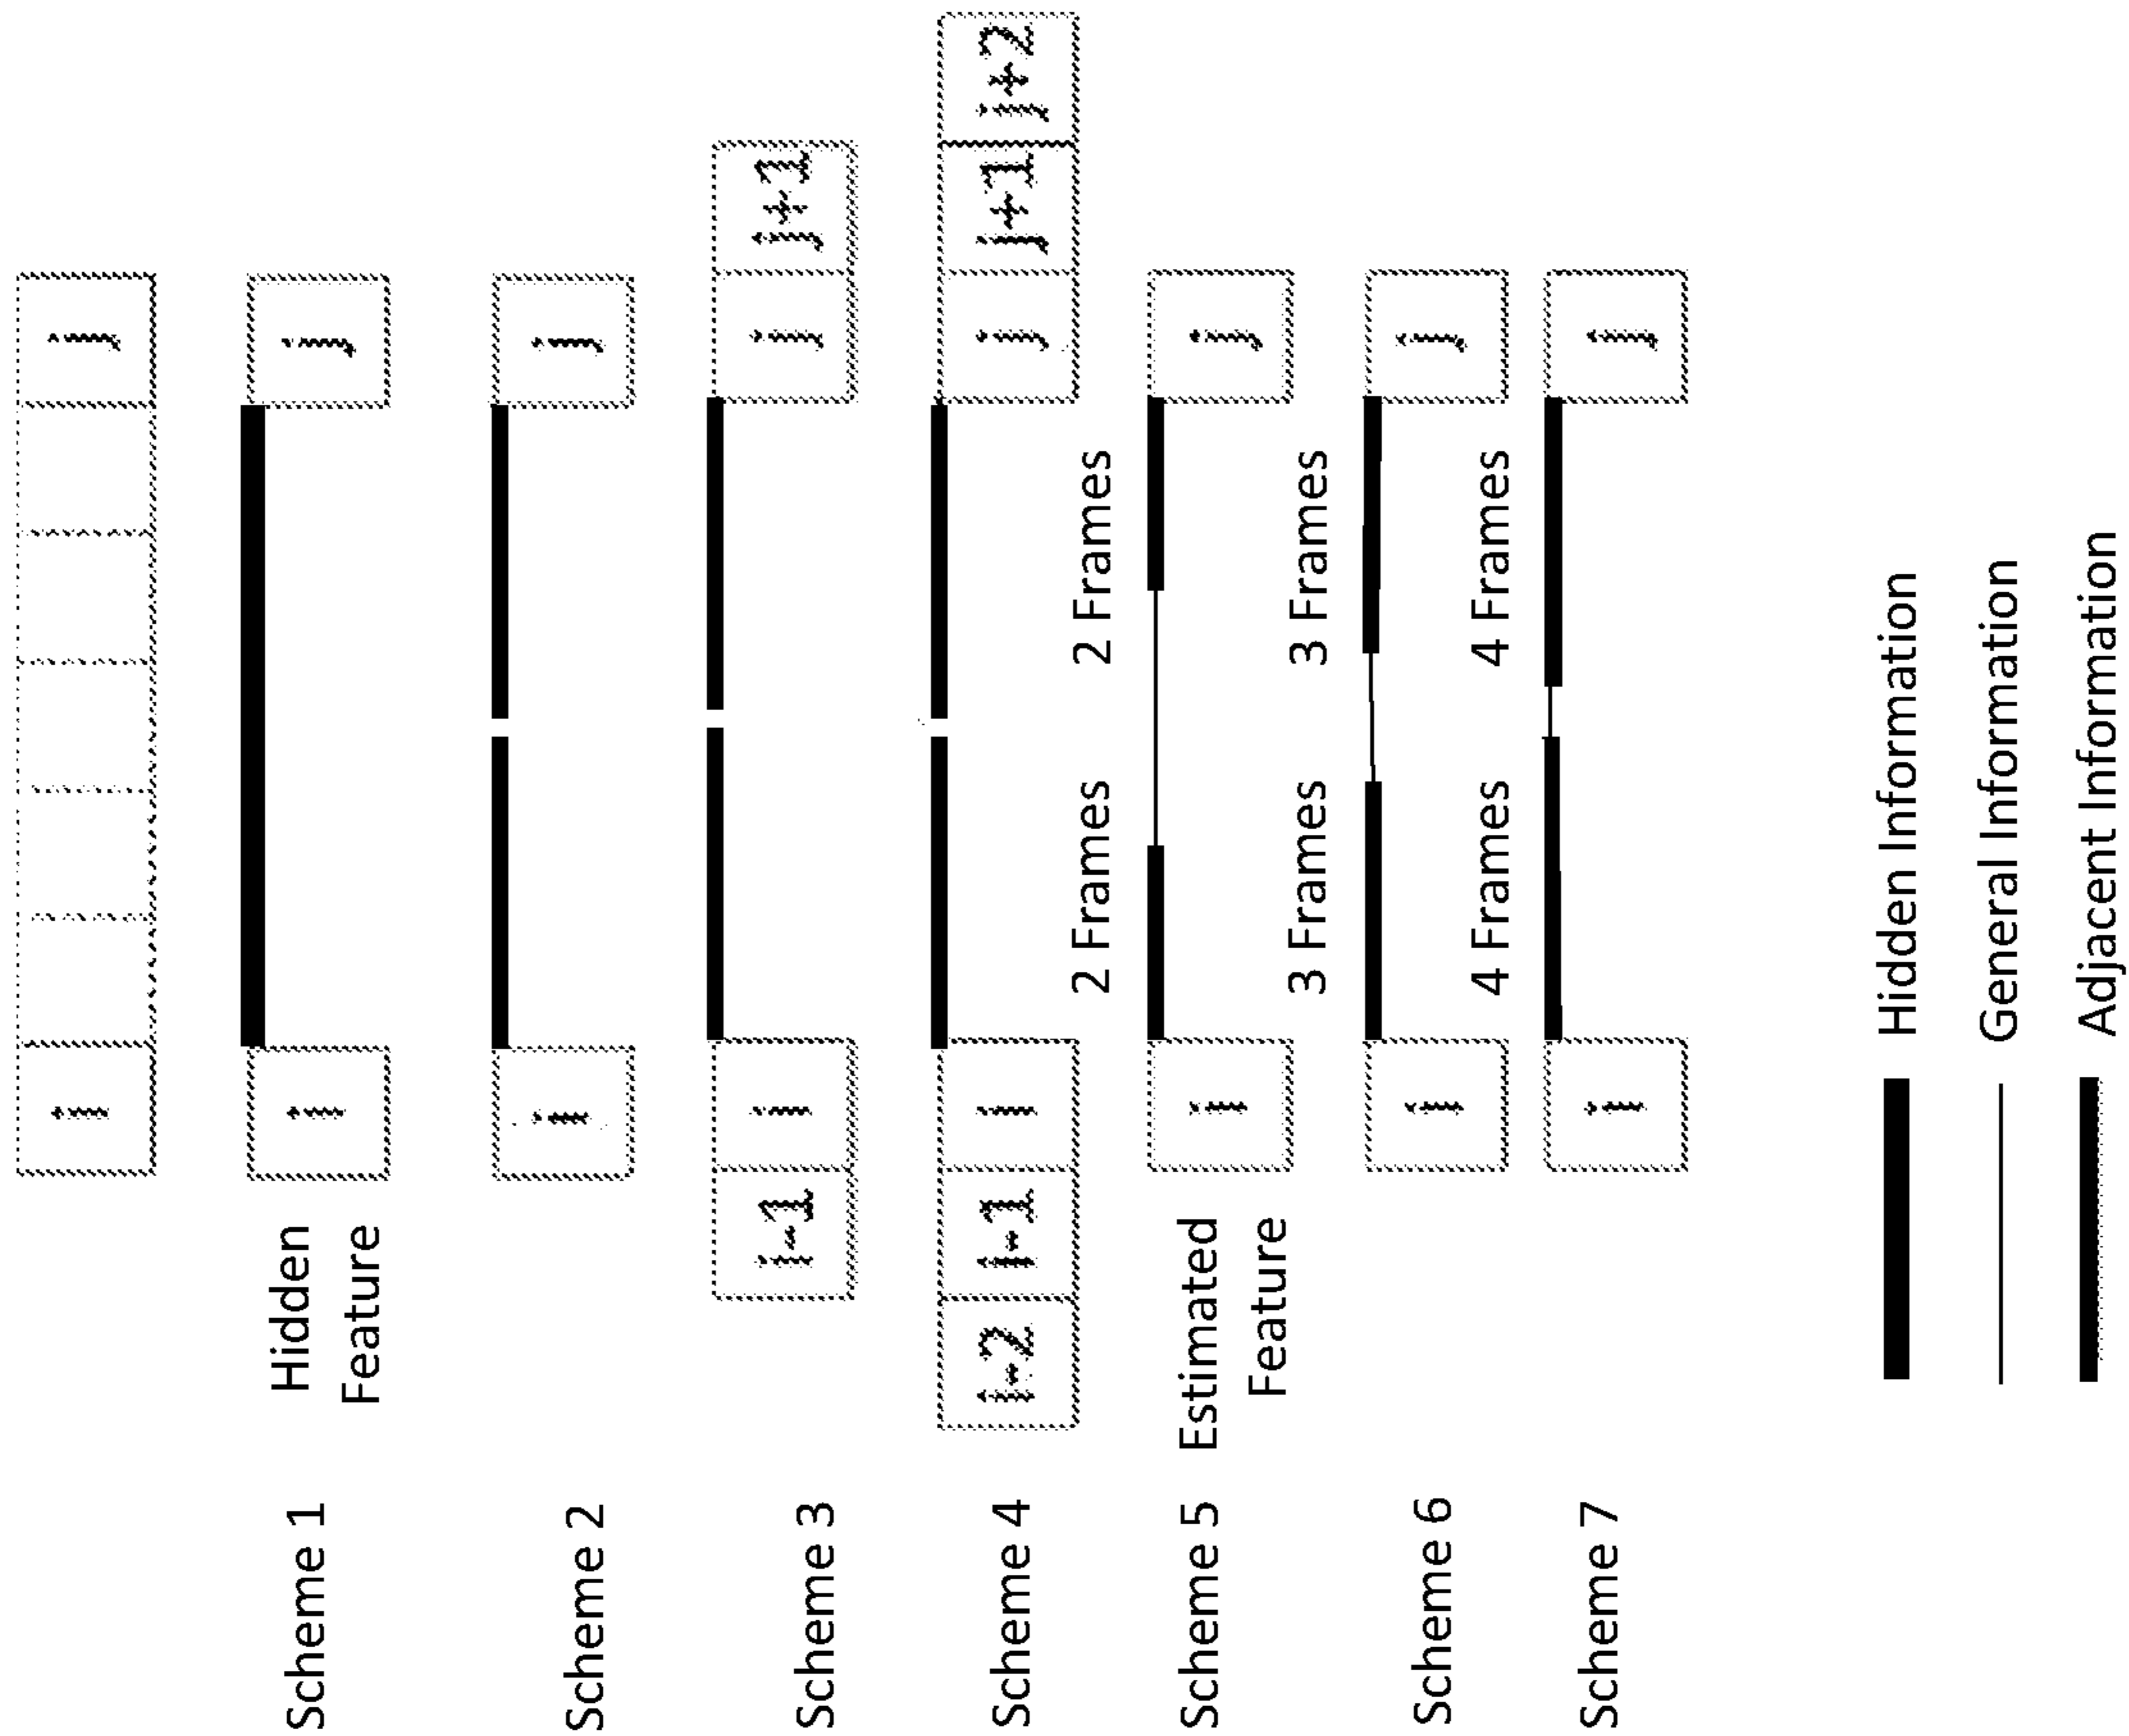 i j
Scheme 1 Hidden i j
Feature
Scheme 2 i j
Scheme 3 i-1 i j j+1
Scheme 4 i-2 i-1 i j j+1 j+2
2 Frames 2 Frames
Scheme 5 Estimated i j
Feature
3 Frames 3 Frames
Scheme 6 i j
4 Frames 4 Frames
Scheme 7 i j
Hidden Information
General Information
Adjacent Information